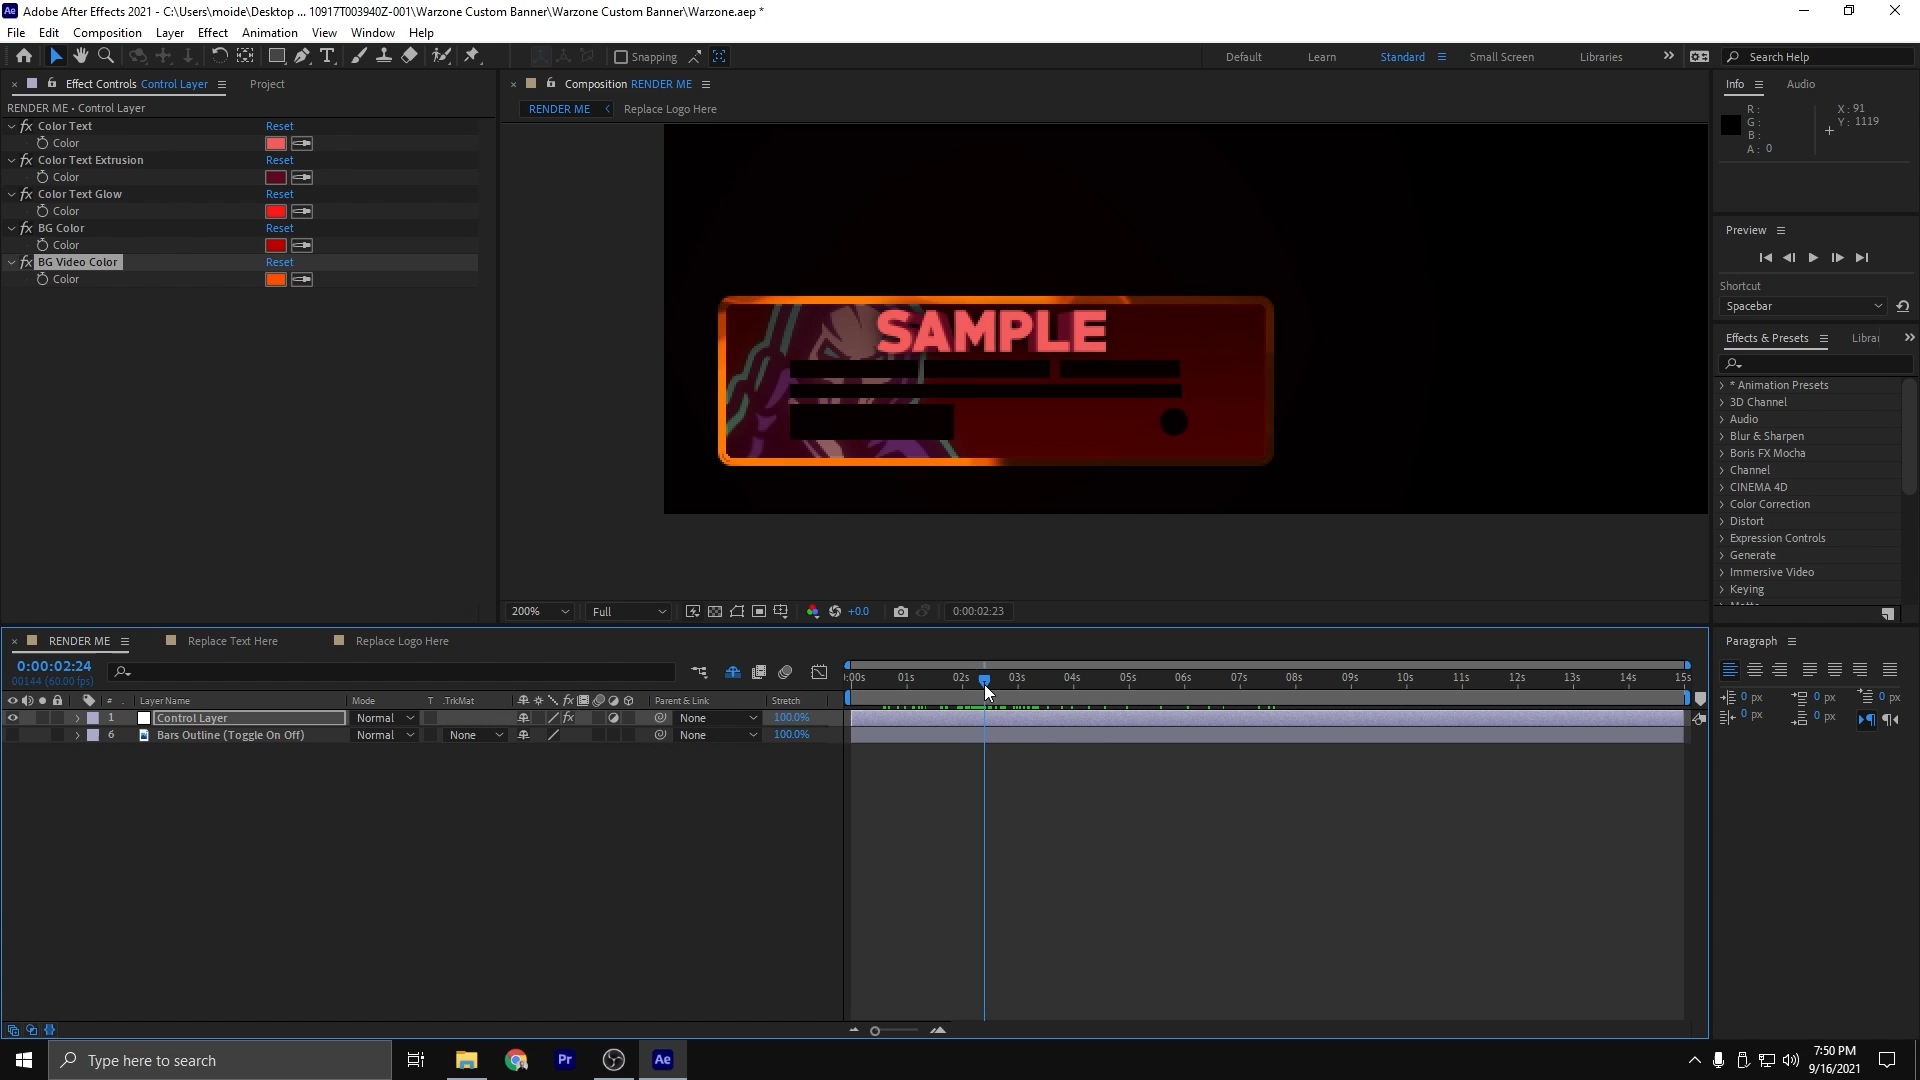 Adobe After Effects 2021 - C:\Users\moide\Desktop ... 10917T003940Z-001\Warzone Custom Banner\Warzone Custom Banner\Warzone.aep *
File Edit Composition Layer Effect Animation View Window Help
Snapping
Default Learn Standard Small Screen Libraries Search Help
Effect Controls Control Layer Project
RENDER ME • Control Layer
fx Color Text Reset
Color
fx Color Text Extrusion Reset
Color
fx Color Text Glow Reset
Color
fx BG Color Reset
Color
fx BG Video Color Reset
Color
Composition RENDER ME
RENDER ME Replace Logo Here
SAMPLE
200% Full +0.0 0:00:02:23
Info Audio
R :
G :
B :
A : 0
X : 91
Y : 1119
Preview
Shortcut
Spacebar
Effects & Presets Librar
* Animation Presets
3D Channel
Audio
Blur & Sharpen
Boris FX Mocha
Channel
CINEMA 4D
Color Correction
Distort
Expression Controls
Generate
Immersive Video
Keying
RENDER ME Replace Text Here Replace Logo Here
0:00:02:24
00144 (60.00 fps)
:00s 01s 02s 03s 04s 05s 06s 07s 08s 09s 10s 11s 12s 13s 14s 15s
# Layer Name Mode T .TrkMat Parent & Link Stretch
1 Control Layer Normal None 100.0%
6 Bars Outline (Toggle On Off) Normal None None 100.0%
Paragraph
0 px 0 px 0 px
0 px 0 px
Type here to search
Pr
Ae
7:50 PM
9/16/2021